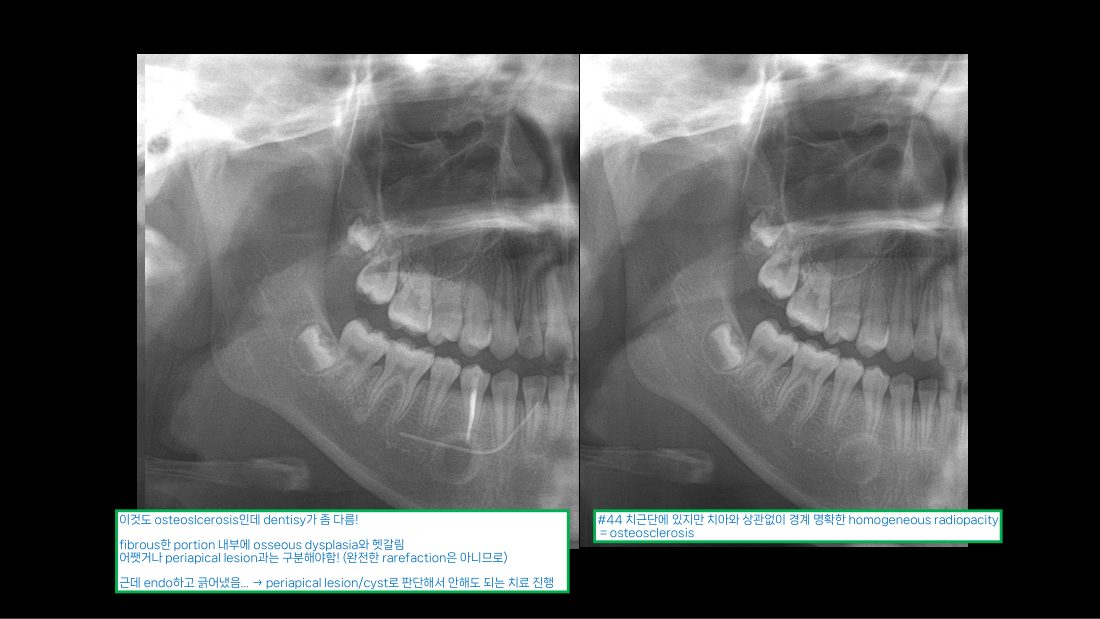 이것도 osteoslcerosis인데 dentisy가 좀 다름!
fibrous한 portion 내부에 osseous dysplasia와 헷갈림
어쨋거나 periapical lesion과는 구분해야함! (완전한 rarefaction은 아니므로)
근데 endo하고 긁어냈음... → periapical lesion/cyst로 판단해서 안해도 되는 치료 진행
#44 치근단에 있지만 치아와 상관없이 경계 명확한 homogeneous radiopacity
= osteosclerosis